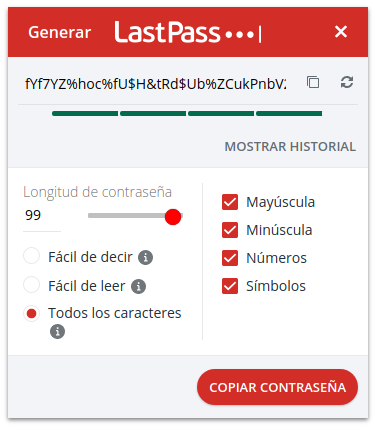 Generar
LastPass
fYf7YZ%hoc%fU$H&tRd$Ub%ZCukPnbV2
MOSTRAR HISTORIAL
Longitud de contraseña
99
Fácil de decir
Fácil de leer
Todos los caracteres
Mayúscula
Minúscula
Números
Símbolos
COPIAR CONTRASEÑA